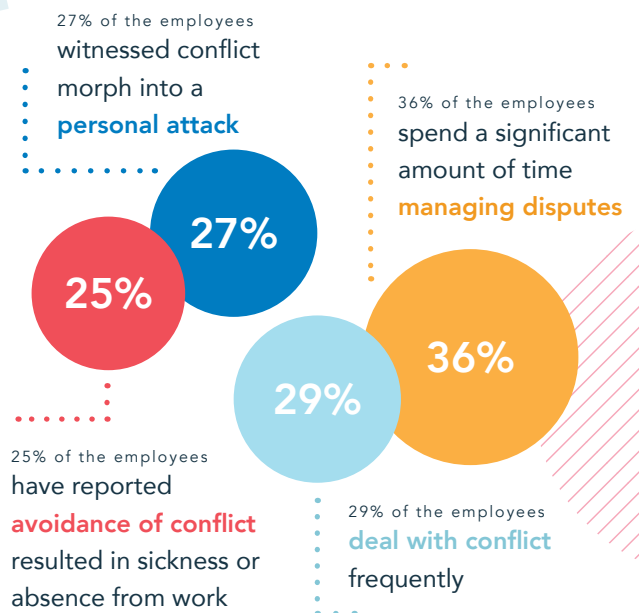 27% of the employees
witnessed conflict
morph into a
personal attack
36% of the employees
spend a significant
amount of time
managing disputes
27%
25%
36%
29%
25% of the employees
have reported
avoidance of conflict
resulted in sickness or
absence from work
29% of the employees
deal with conflict
frequently